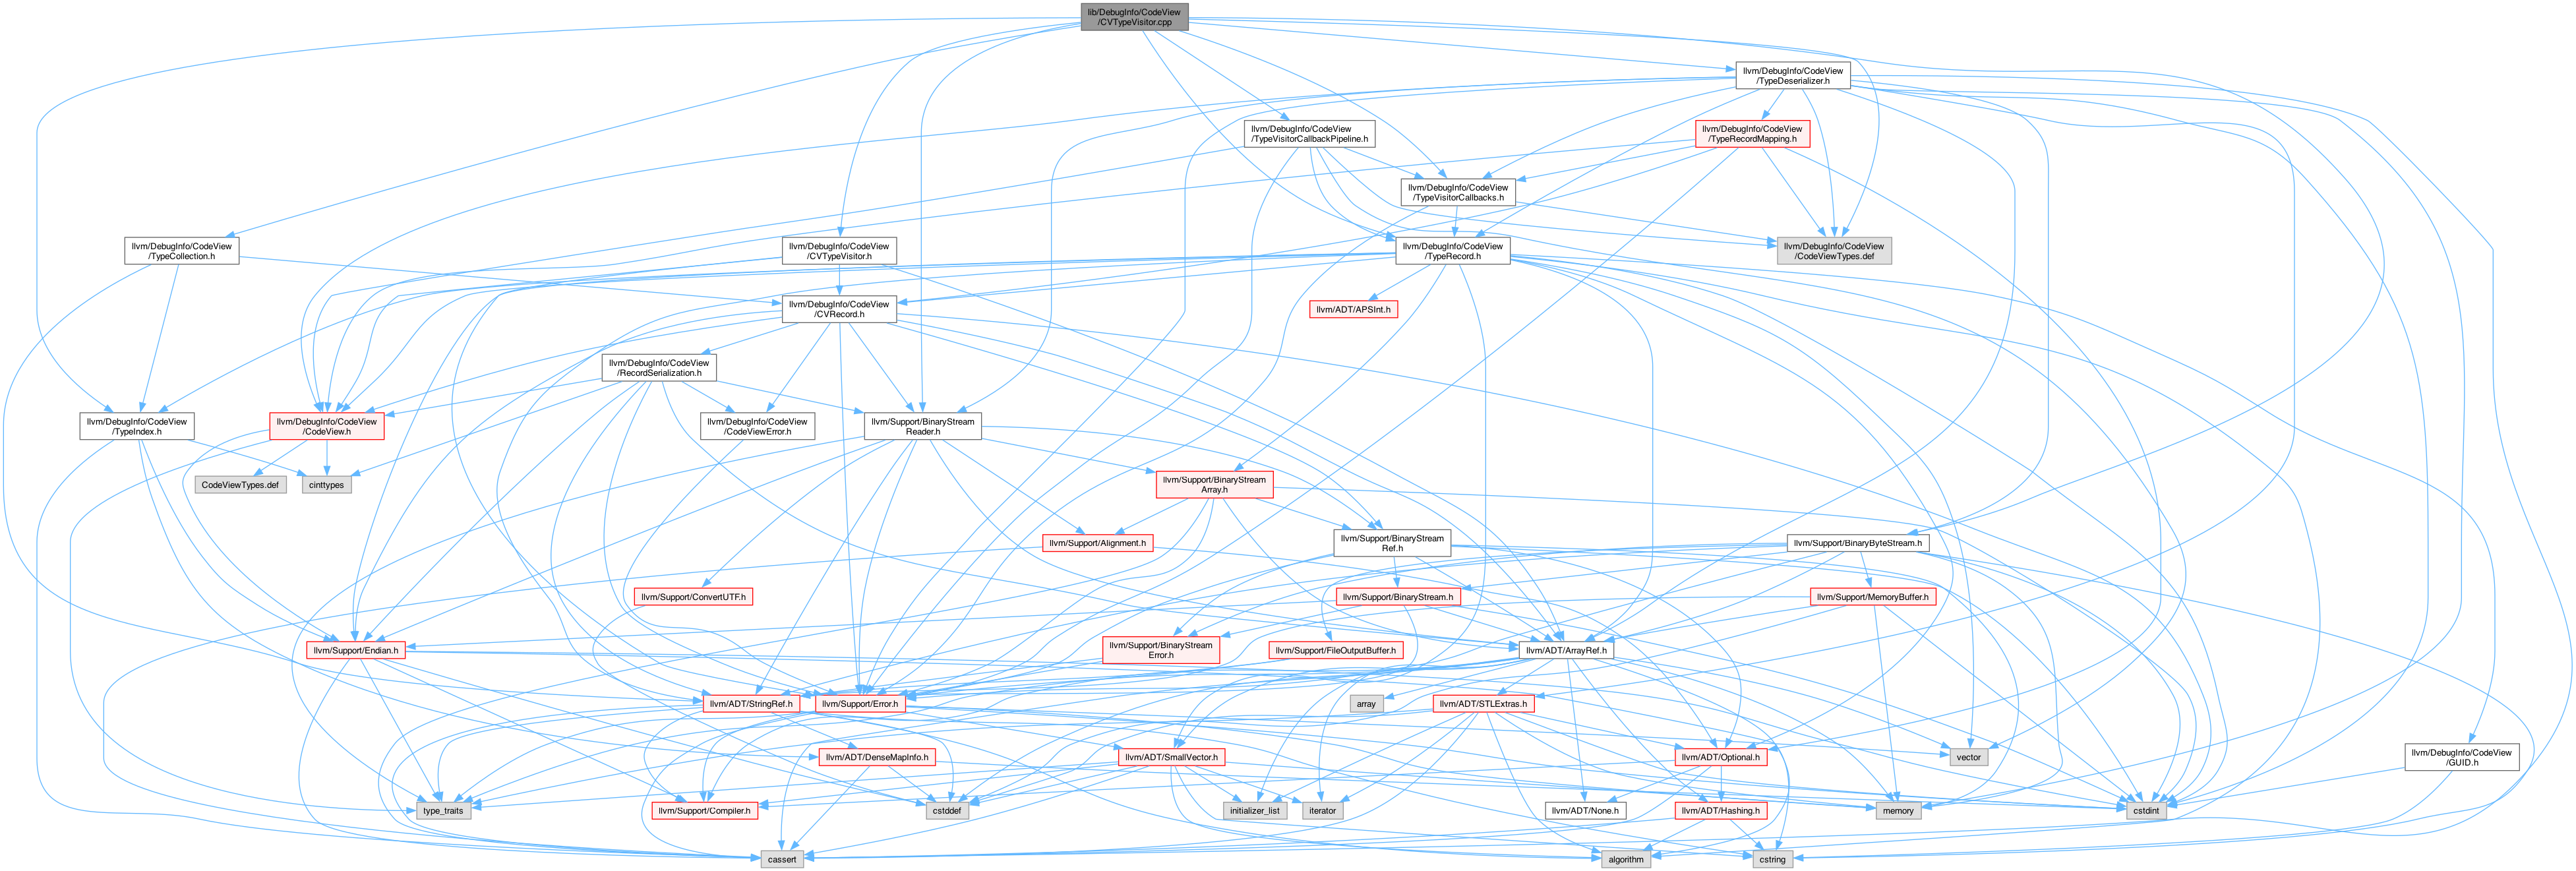 lib/DebugInfo/CodeView
/CVTypeVisitor.cpp
llvm/DebugInfo/CodeView
/TypeDeserializer.h
llvm/DebugInfo/CodeView
/TypeVisitorCallbackPipeline.h
llvm/DebugInfo/CodeView
/TypeRecordMapping.h
llvm/DebugInfo/CodeView
/TypeVisitorCallbacks.h
llvm/DebugInfo/CodeView
/TypeCollection.h
llvm/DebugInfo/CodeView
/CVTypeVisitor.h
llvm/DebugInfo/CodeView
/TypeRecord.h
llvm/DebugInfo/CodeView
/CodeViewTypes.def
llvm/DebugInfo/CodeView
/CVRecord.h
llvm/ADT/APSInt.h
llvm/DebugInfo/CodeView
/RecordSerialization.h
llvm/DebugInfo/CodeView
/TypeIndex.h
llvm/DebugInfo/CodeView
/CodeView.h
llvm/DebugInfo/CodeView
/CodeViewError.h
llvm/Support/BinaryStream
Reader.h
CodeViewTypes.def
cinttypes
llvm/Support/BinaryStream
Array.h
llvm/Support/Alignment.h
llvm/Support/BinaryStream
Ref.h
llvm/Support/BinaryByteStream.h
llvm/Support/ConvertUTF.h
llvm/Support/BinaryStream.h
llvm/Support/MemoryBuffer.h
llvm/Support/Endian.h
llvm/Support/BinaryStream
Error.h
llvm/Support/FileOutputBuffer.h
llvm/ADT/ArrayRef.h
llvm/ADT/StringRef.h
llvm/Support/Error.h
array
llvm/ADT/STLExtras.h
llvm/ADT/DenseMapInfo.h
llvm/ADT/SmallVector.h
llvm/ADT/Optional.h
vector
llvm/DebugInfo/CodeView
/GUID.h
type_traits
llvm/Support/Compiler.h
cstddef
initializer_list
iterator
llvm/ADT/None.h
llvm/ADT/Hashing.h
memory
cstdint
cassert
algorithm
cstring